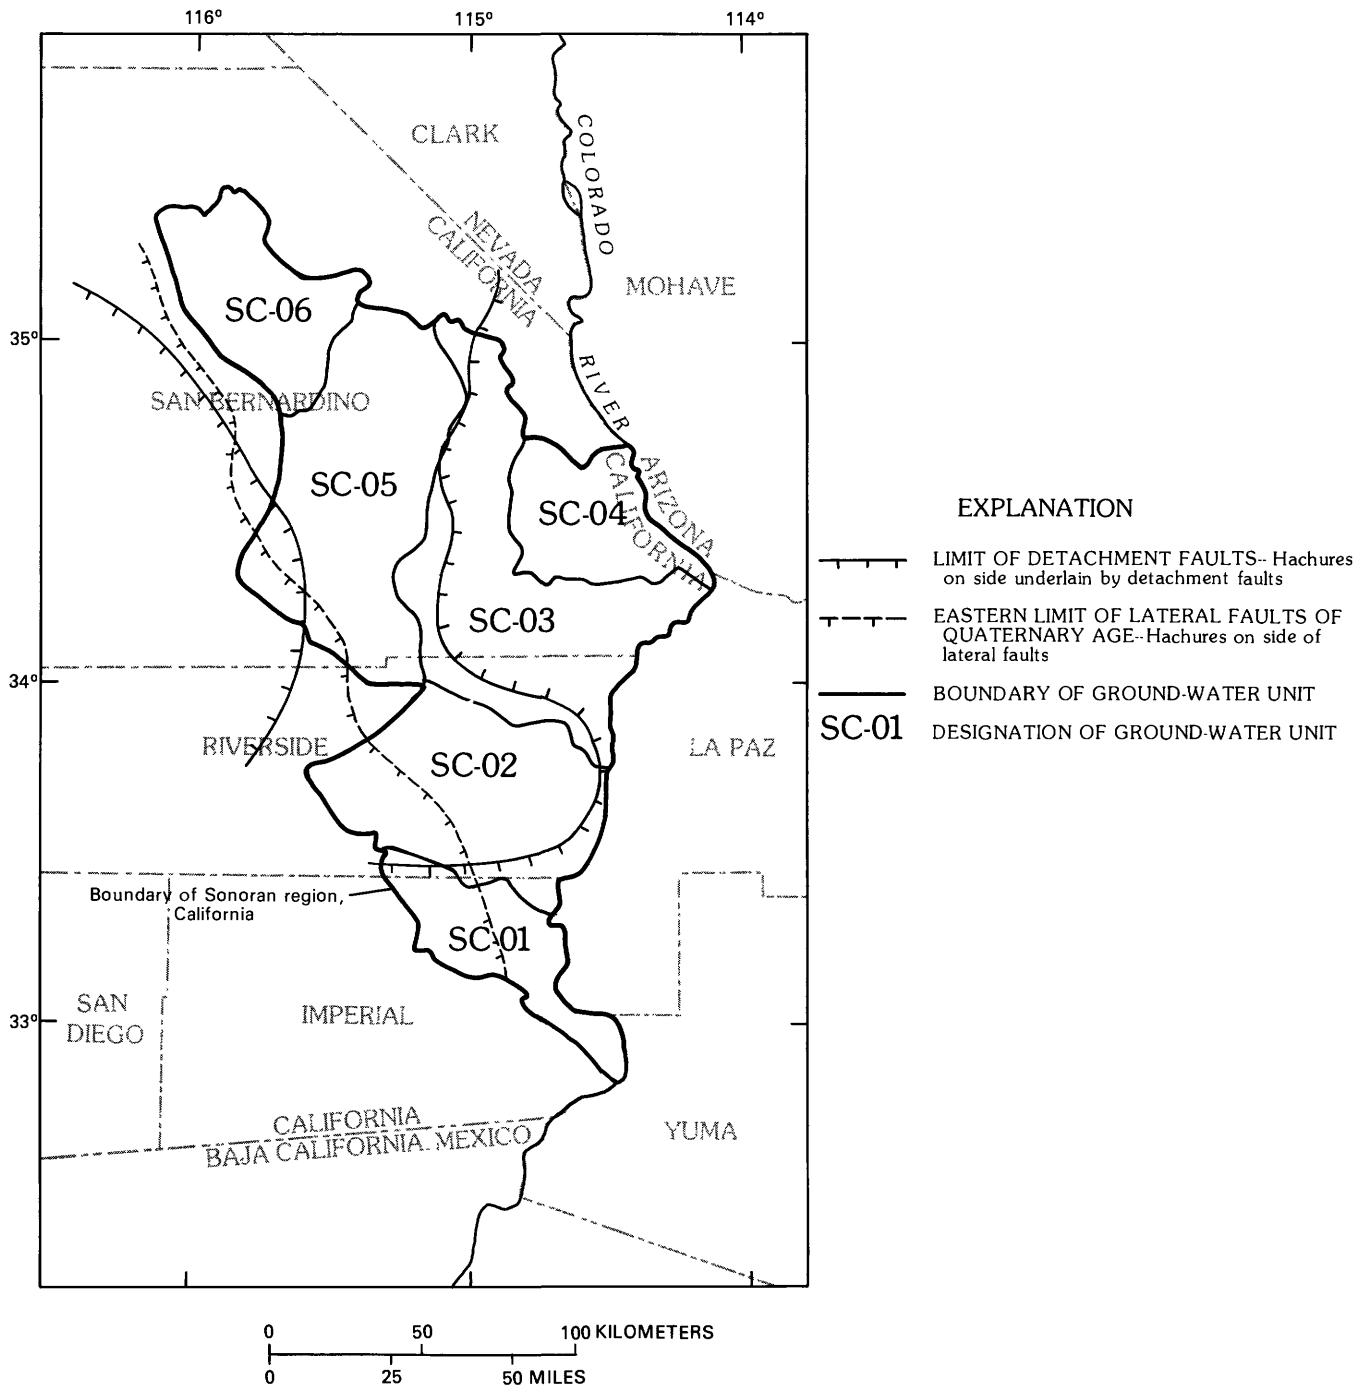 116° 115° 114°
CLARK
COLORADO
NEVADA
CALIFORNIA
MOHAVE
SC-06
35°
RIVER
SAN BERNARDINO
ARIZONA
CALIFORNIA
SC-05
SC-04
SC-03
34°
RIVERSIDE
SC-02
LA PAZ
Boundary of Sonoran region,
California
SC-01
SAN
DIEGO
IMPERIAL
33°
CALIFORNIA
BAJA CALIFORNIA. MEXICO
YUMA
EXPLANATION
LIMIT OF DETACHMENT FAULTS-- Hachures
on side underlain by detachment faults
EASTERN LIMIT OF LATERAL FAULTS OF
QUATERNARY AGE--Hachures on side of
lateral faults
BOUNDARY OF GROUND-WATER UNIT
SC-01 DESIGNATION OF GROUND-WATER UNIT
0 50 100 KILOMETERS
0 25 50 MILES